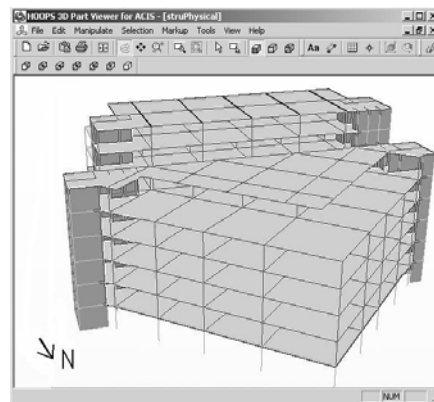 HOOPS 3D Part Viewer for ACIS - [struPhysical]
File Edit Manipulate Selection Markup Tools View Help
Aa
N
NUM